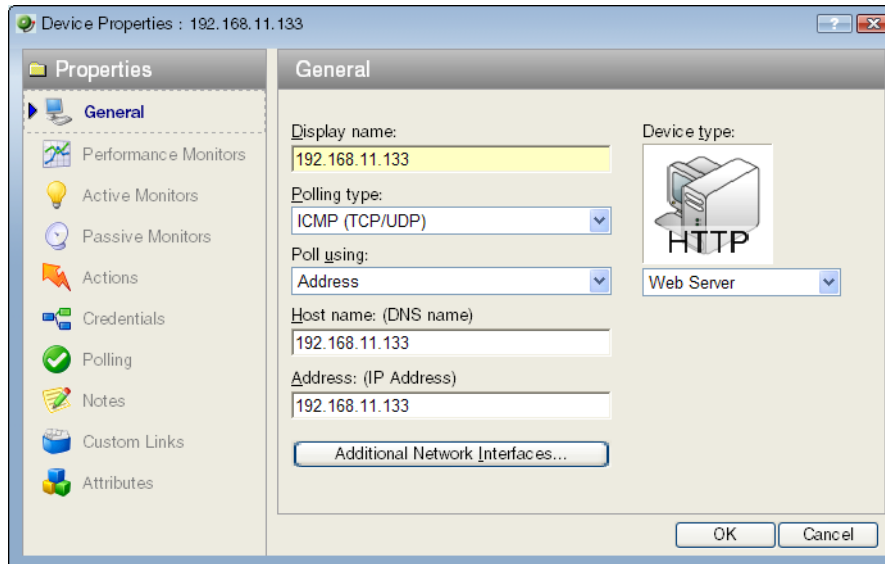 Device Properties : 192.168.11.133
Properties
General
Performance Monitors
Active Monitors
Passive Monitors
Actions
Credentials
Polling
Notes
Custom Links
Attributes
General
Display name:
192.168.11.133
Polling type:
ICMP (TCP/UDP)
Poll using:
Address
Host name: (DNS name)
192.168.11.133
Address: (IP Address)
192.168.11.133
Additional Network Interfaces...
Device type:
HTTP
Web Server
OK
Cancel